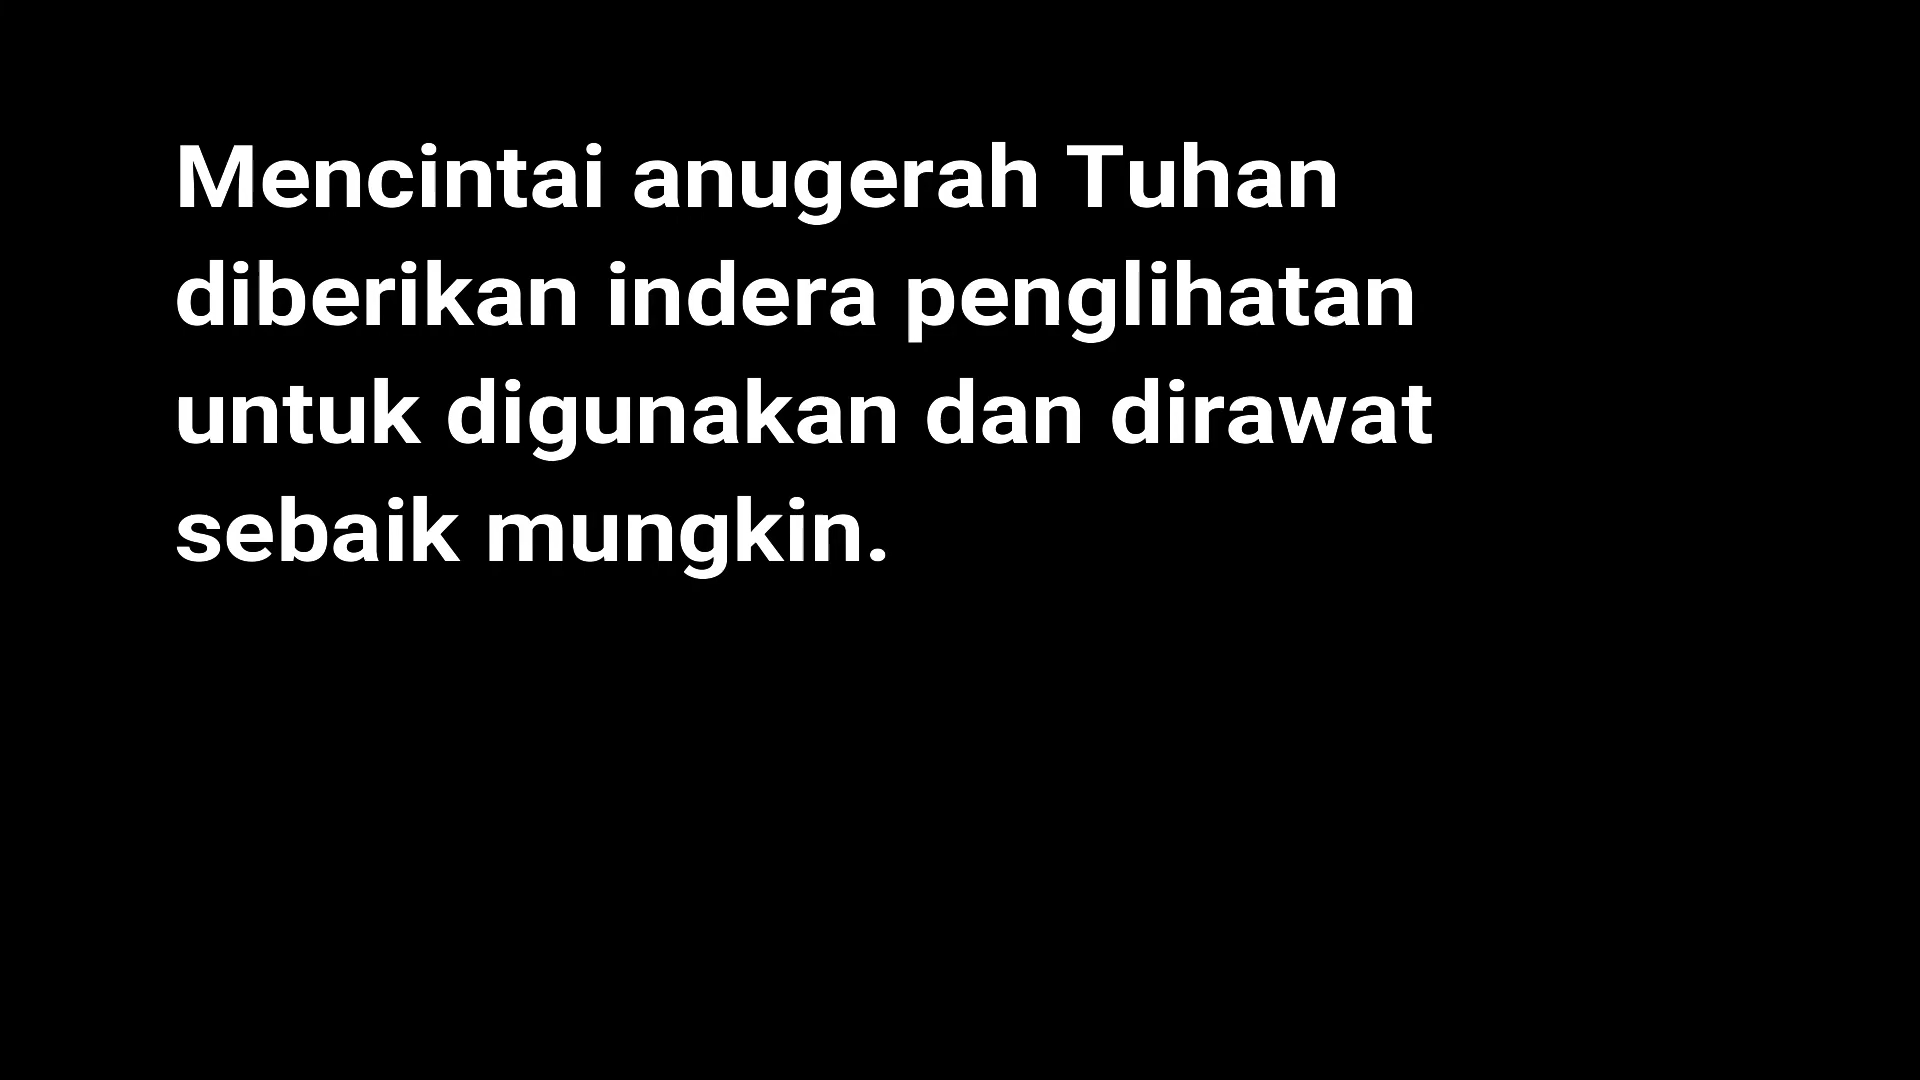 Mencintai anugerah Tuhan
diberikan indera penglihatan
untuk digunakan dan dirawat
sebaik mungkin.